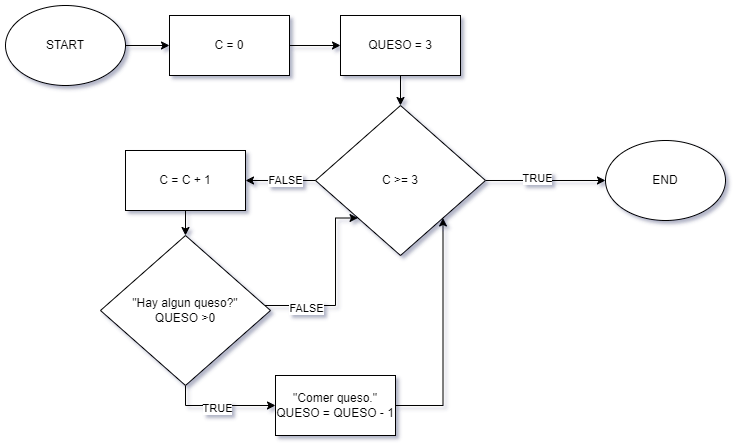 START
C = 0
QUESO = 3
C >= 3
TRUE
END
FALSE
C = C + 1
"Hay algun queso?"
QUESO >0
FALSE
TRUE
"Comer queso."
QUESO = QUESO - 1